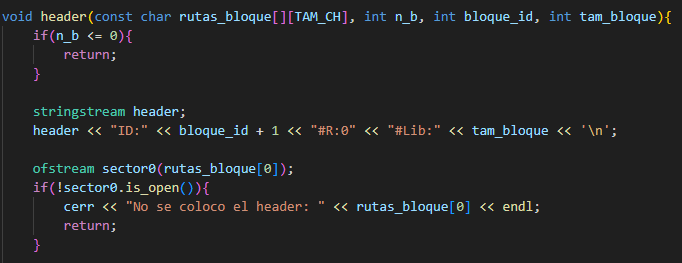 void header(const char rutas_bloque[][TAM_CH], int n_b, int bloque_id, int tam_bloque){
if(n_b <= 0){
return;
}
stringstream header;
header << "ID:" << bloque_id + 1 << "#R:0" << "#Lib:" << tam_bloque << '\n';
ofstream sector0(rutas_bloque[0]);
if(!sector0.is_open()){
cerr << "No se coloco el header: " << rutas_bloque[0] << endl;
return;
}